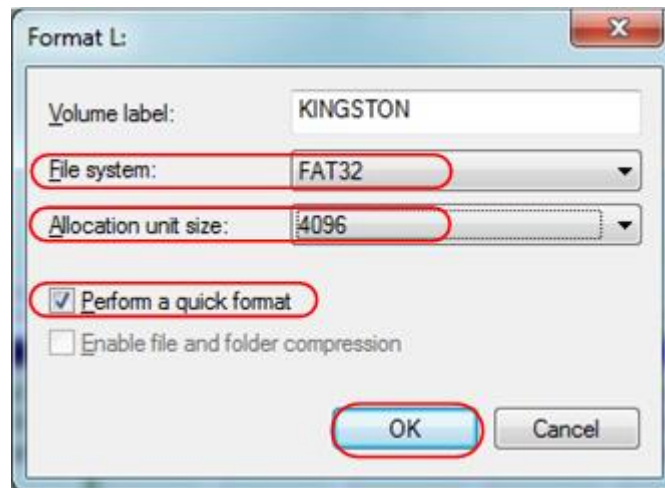 Format L:
Volume label: KINGSTON
File system: FAT32
Allocation unit size: 4096
Perform a quick format
Enable file and folder compression
OK Cancel